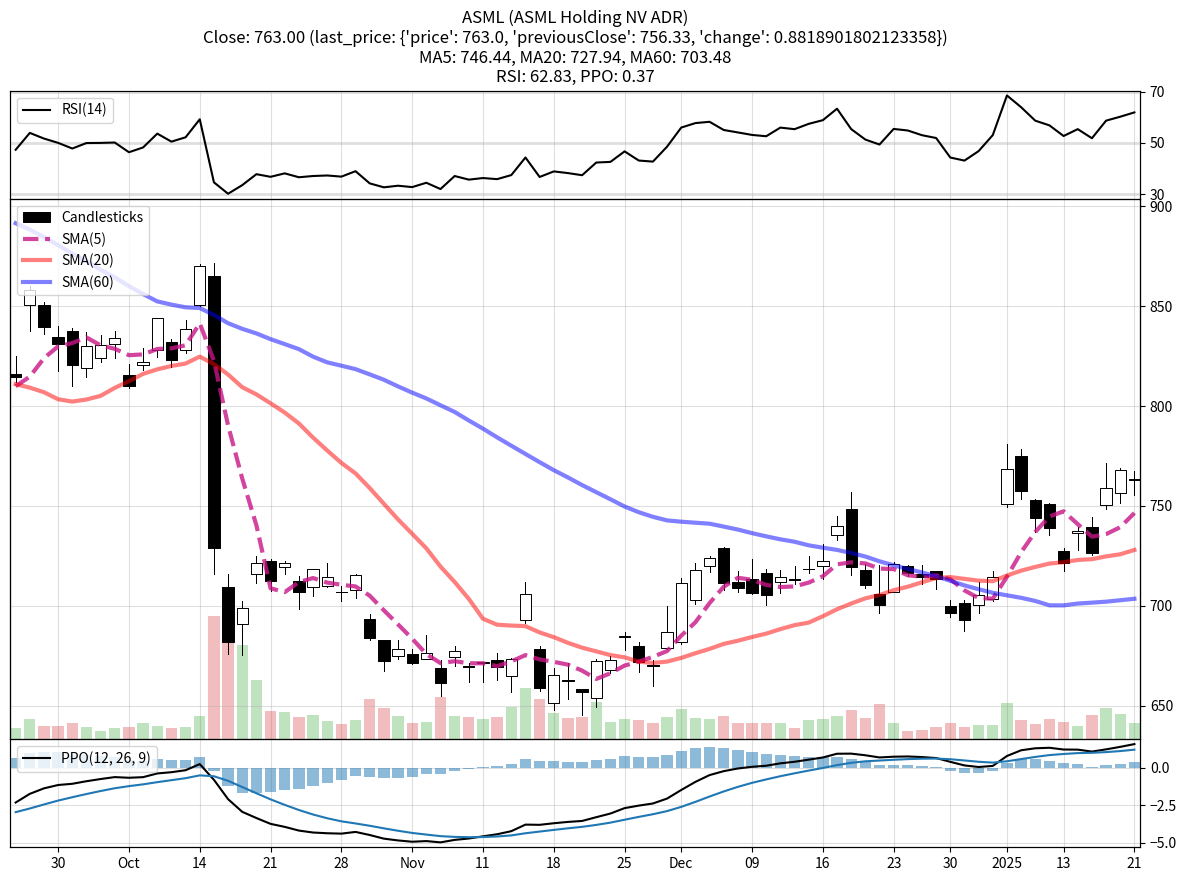 ASML (ASML Holding NV ADR)
Close: 763.00 (last_price: {'price': 763.0, 'previousClose': 756.33, 'change': 0.8818901802123358})
MA5: 746.44, MA20: 727.94, MA60: 703.48
RSI: 62.83, PPO: 0.37
RSI(14)
70
50
30
Candlesticks
SMA(5)
SMA(20)
SMA(60)
900
850
800
750
700
650
PPO(12, 26, 9)
0.0
−2.5
−5.0
30 Oct 14 21 28 Nov 11 18 25 Dec 09 16 23 30 2025 13 21